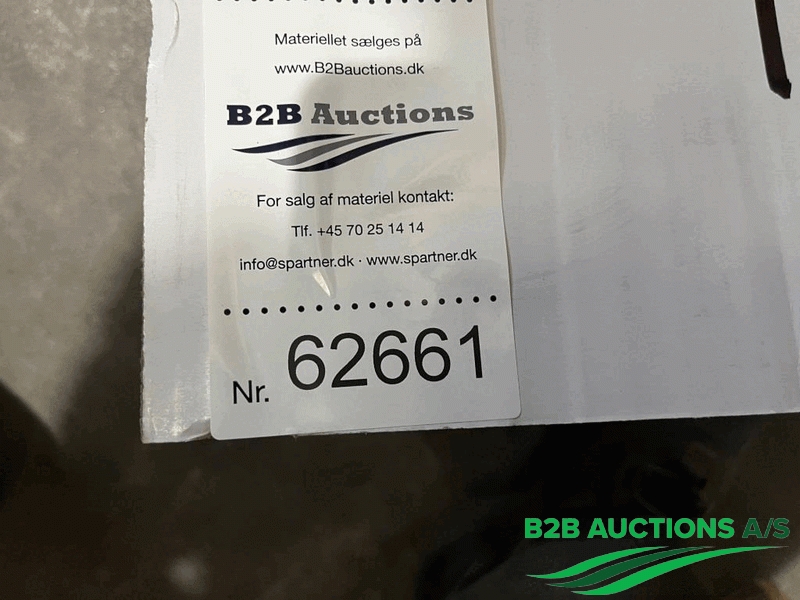 Materiellet sælges på
www.B2Bauctions.dk
B2B Auctions
For salg af materiel kontakt:
Tlf. +45 70 25 14 14
info@spartner.dk · www.spartner.dk
Nr. 62661
B2B AUCTIONS A/S